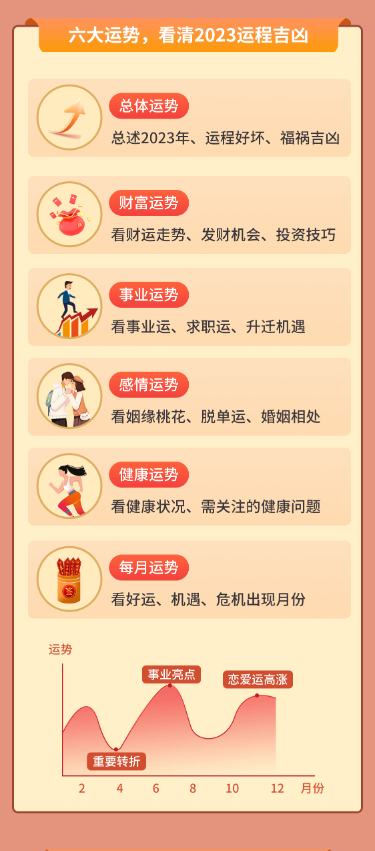 六大运势，看清2023运程吉凶
总体运势
总述2023年、运程好坏、福祸吉凶
财富运势
看财运走势、发财机会、投资技巧
事业运势
看事业运、求职运、升迁机遇
感情运势
看姻缘桃花、脱单运、婚姻相处
健康运势
看健康状况、需关注的健康问题
每月运势
看好运、机遇、危机出现月份
运势
事业亮点
恋爱运高涨
重要转折
2 4 6 8 10 12 月份